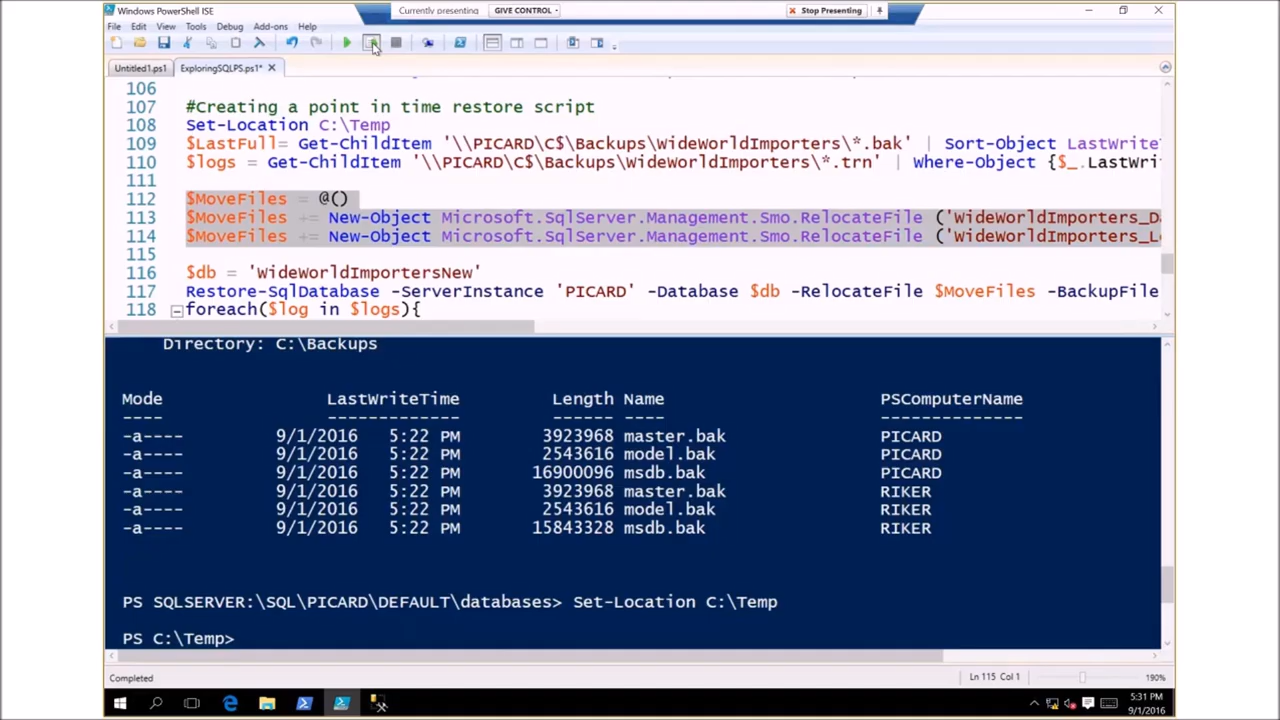 Windows PowerShell ISE
Currently presenting
GIVE CONTROL
Stop Presenting
File Edit View Tools Debug Add-ons Help
Untitled1.ps1 ExploringSQLPS.ps1*
106
107 #Creating a point in time restore script
108 Set-Location C:\Temp
109 $LastFull= Get-ChildItem '\\PICARD\C$\Backups\WideWorldImporters\*.bak' | Sort-Object LastWriteT
110 $logs = Get-ChildItem '\\PICARD\C$\Backups\WideWorldImporters\*.trn' | Where-Object {$_.LastWri
111
112 $MoveFiles = @()
113 $MoveFiles += New-Object Microsoft.SqlServer.Management.Smo.RelocateFile ('WideWorldImporters_Da
114 $MoveFiles += New-Object Microsoft.SqlServer.Management.Smo.RelocateFile ('WideWorldImporters_Lo
115
116 $db = 'WideWorldImportersNew'
117 Restore-SqlDatabase -ServerInstance 'PICARD' -Database $db -RelocateFile $MoveFiles -BackupFile
118 foreach($log in $logs){
Directory: C:\Backups
Mode LastWriteTime Length Name PSComputerName
---- ------------- ------ ---- --------------
-a---- 9/1/2016 5:22 PM 3923968 master.bak PICARD
-a---- 9/1/2016 5:22 PM 2543616 model.bak PICARD
-a---- 9/1/2016 5:22 PM 16900096 msdb.bak PICARD
-a---- 9/1/2016 5:22 PM 3923968 master.bak RIKER
-a---- 9/1/2016 5:22 PM 2543616 model.bak RIKER
-a---- 9/1/2016 5:22 PM 15843328 msdb.bak RIKER
PS SQLSERVER:\SQL\PICARD\DEFAULT\databases> Set-Location C:\Temp
PS C:\Temp>
Completed
Ln 115 Col 1
190%
5:31 PM
9/1/2016